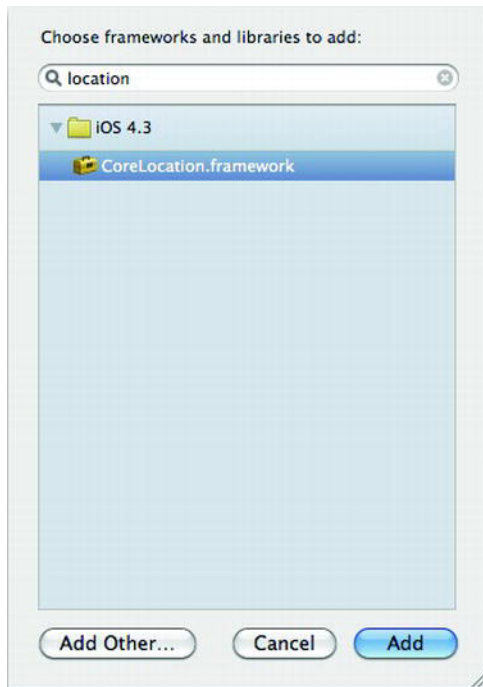 Choose frameworks and libraries to add:
location
iOS 4.3
CoreLocation.framework
Add Other... Cancel Add